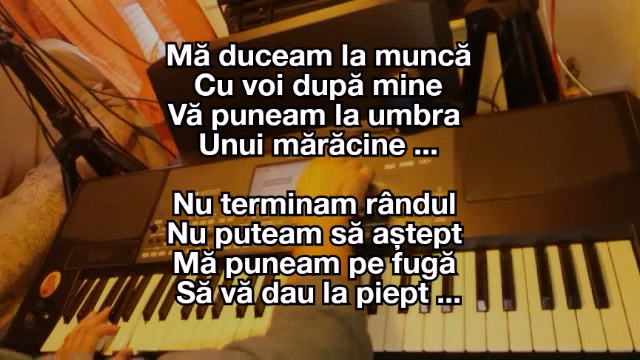 Mă duceam la muncă
Cu voi după mine
Vă puneam la umbra
Unui mărăcine ...
Nu terminam rândul
Nu puteam să aștept
Mă puneam pe fugă
Să vă dau la piept ...